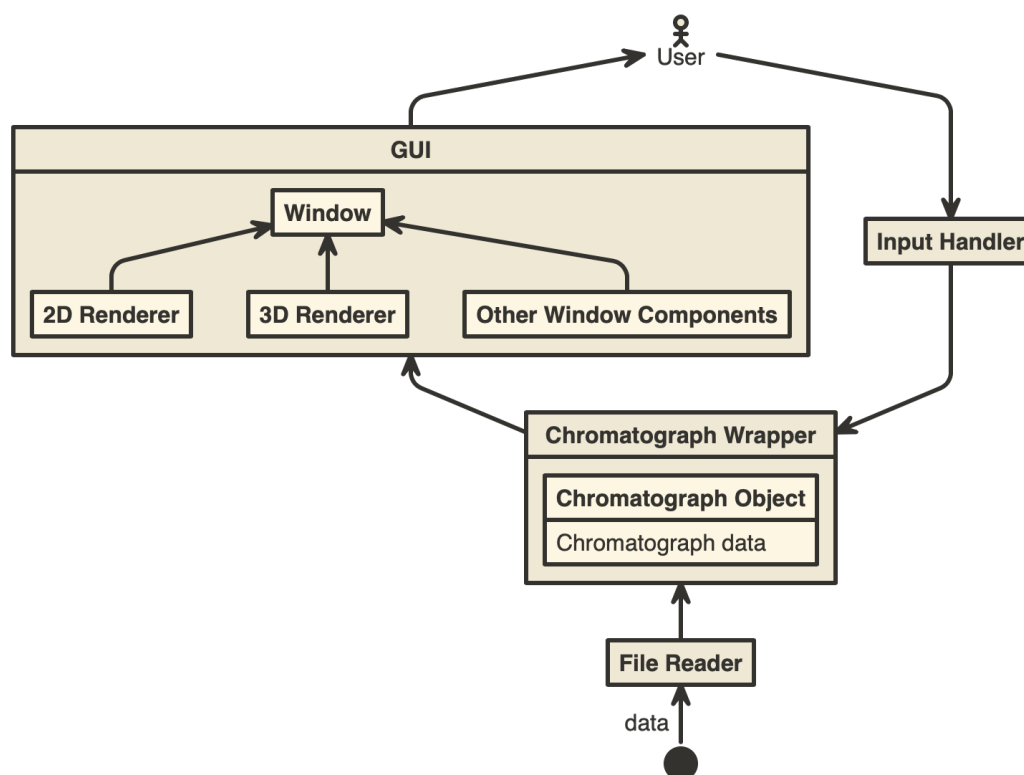 User
GUI
Window
Input Handler
2D Renderer
3D Renderer
Other Window Components
Chromatograph Wrapper
Chromatograph Object
Chromatograph data
File Reader
data